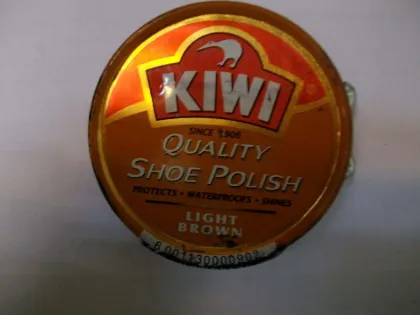 KIWI
SINCE 1906
QUALITY
SHOE POLISH
PROTECTS • WATERPROOFS • SHINES
LIGHT
BROWN